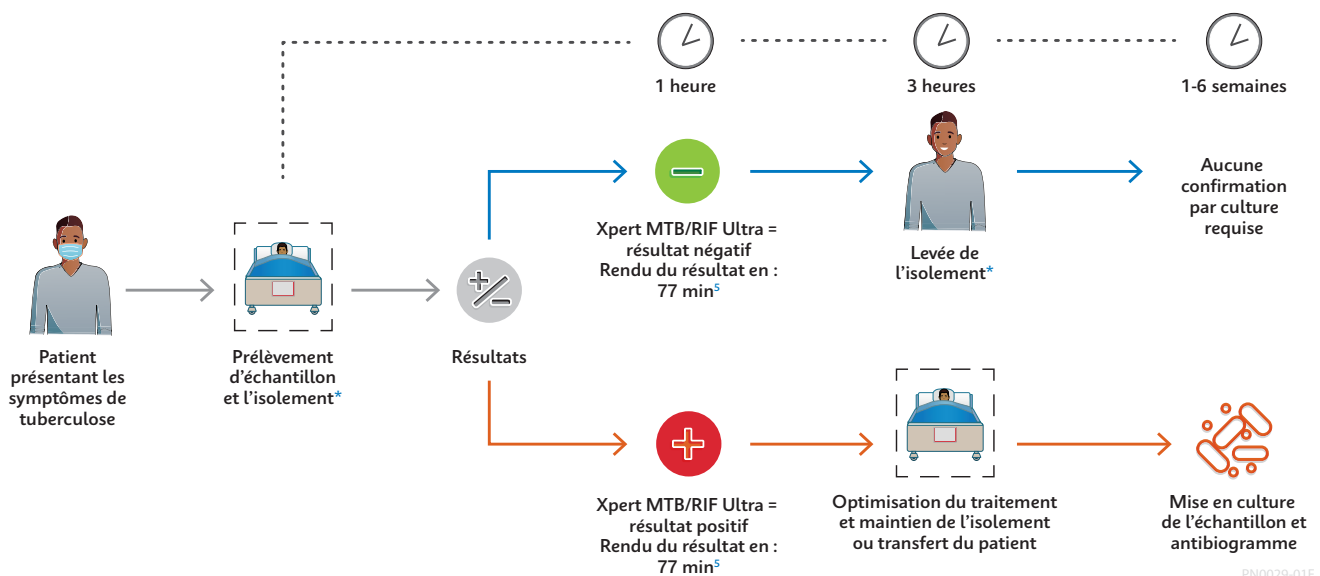 1 heure
3 heures
1-6 semaines
Xpert MTB/RIF Ultra =
résultat négatif
Rendu du résultat en :
77 min⁵
Levée de
l’isolement*
Aucune
confirmation
par culture
requise
Patient
présentant les
symptômes de
tuberculose
Prélèvement
d’échantillon
et l’isolement*
Résultats
Xpert MTB/RIF Ultra =
résultat positif
Rendu du résultat en :
77 min⁵
Optimisation du traitement
et maintien de l’isolement
ou transfert du patient
Mise en culture
de l’échantillon et
antibiogramme